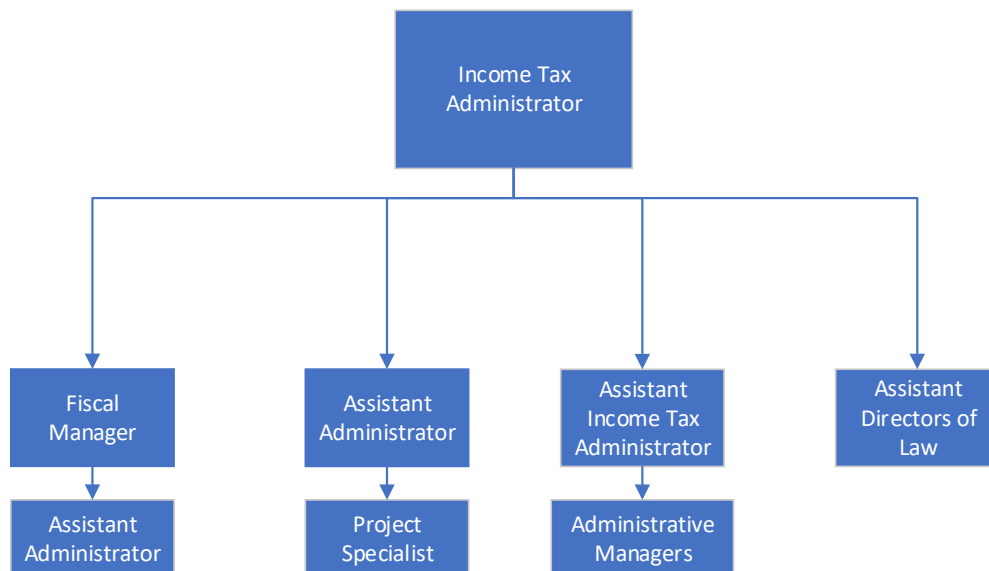 Income Tax
Administrator
Fiscal
Manager
Assistant
Administrator
Assistant
Income Tax
Administrator
Assistant
Directors of
Law
Assistant
Administrator
Project
Specialist
Administrative
Managers